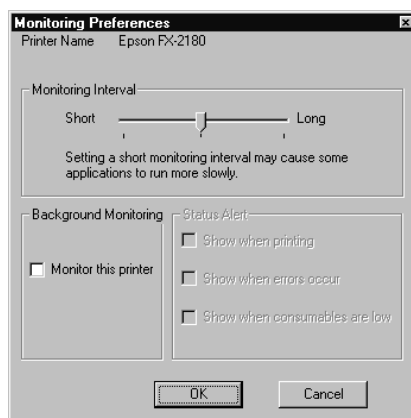 Monitoring Preferences
Printer Name Epson FX-2180
Monitoring Interval
Short Long
Setting a short monitoring interval may cause some
applications to run more slowly.
Background Monitoring
Monitor this printer
Status Alert
Show when printing
Show when errors occur
Show when consumables are low
OK Cancel